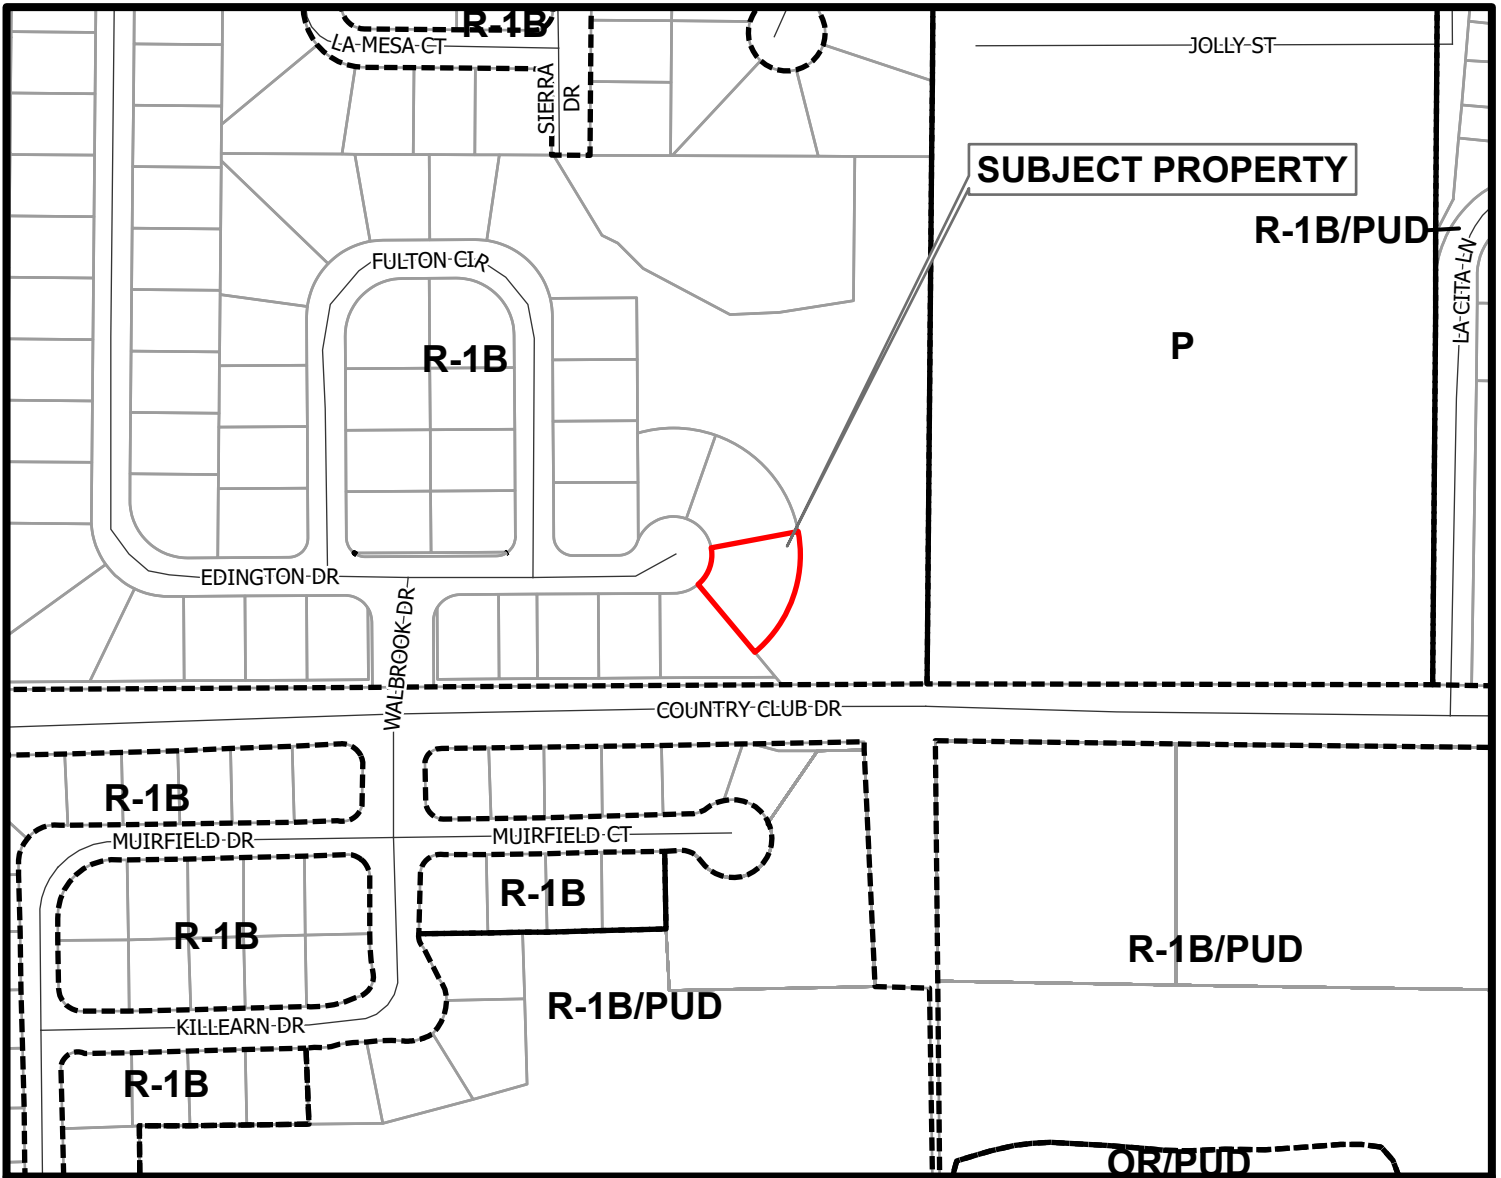 R-1B
LA MESA CT
JOLLY ST
SIERRA
DR
SUBJECT PROPERTY
R-1B/PUD
FULTON CIR
LA CITA LN
P
R-1B
EDINGTON DR
WALBROOK DR
COUNTRY CLUB DR
R-1B
MUIRFIELD DR
MUIRFIELD CT
R-1B
R-1B
R-1B/PUD
R-1B/PUD
KILLEARN DR
R-1B
OR/PUD